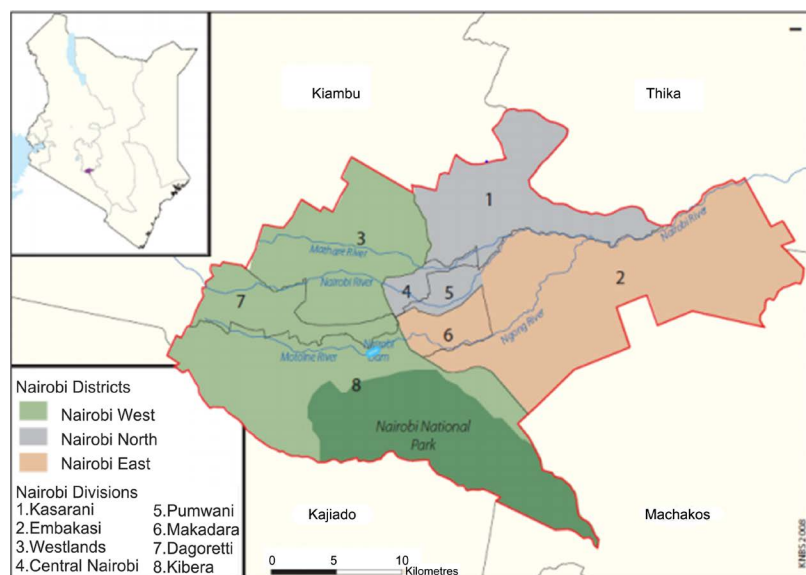 Kiambu
Thika
1
Nairobi River
3
Mathare River
2
Nairobi River
4
5
7
Ngong River
6
Nairobi
Dam
Motoine River
8
Nairobi National
Park
Nairobi Districts
Nairobi West
Nairobi North
Nairobi East
Nairobi Divisions
1.Kasarani 5.Pumwani
2.Embakasi 6.Makadara
3.Westlands 7.Dagoretti
4.Central Nairobi 8.Kibera
Kajiado
Machakos
0 5 10
Kilometres
KNBS 2008